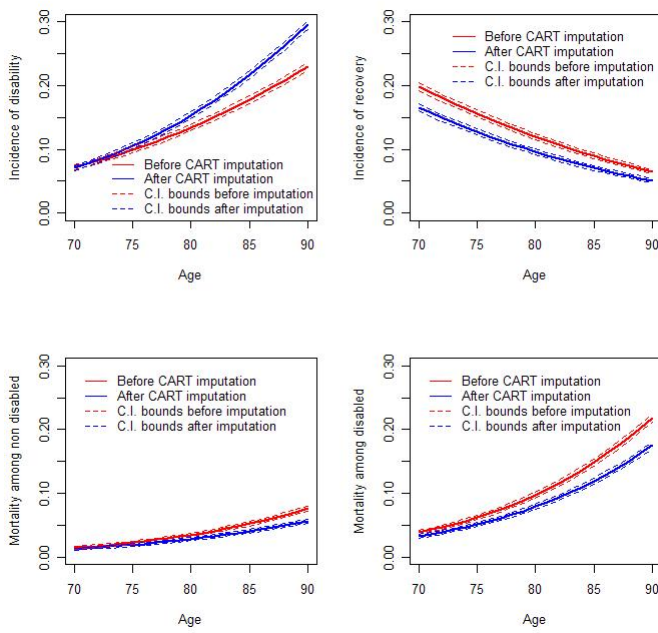 Incidence of disability
0.30
0.20
0.10
0.00
Before CART imputation
After CART imputation
C.I. bounds before imputation
C.I. bounds after imputation
70 75 80 85 90
Age
Incidence of recovery
0.30
0.20
0.10
0.00
Before CART imputation
After CART imputation
C.I. bounds before imputation
C.I. bounds after imputation
70 75 80 85 90
Age
Mortality among non disabled
0.30
0.20
0.10
0.00
Before CART imputation
After CART imputation
C.I. bounds before imputation
C.I. bounds after imputation
70 75 80 85 90
Age
Mortality among disabled
0.30
0.20
0.10
0.00
Before CART imputation
After CART imputation
C.I. bounds before imputation
C.I. bounds after imputation
70 75 80 85 90
Age